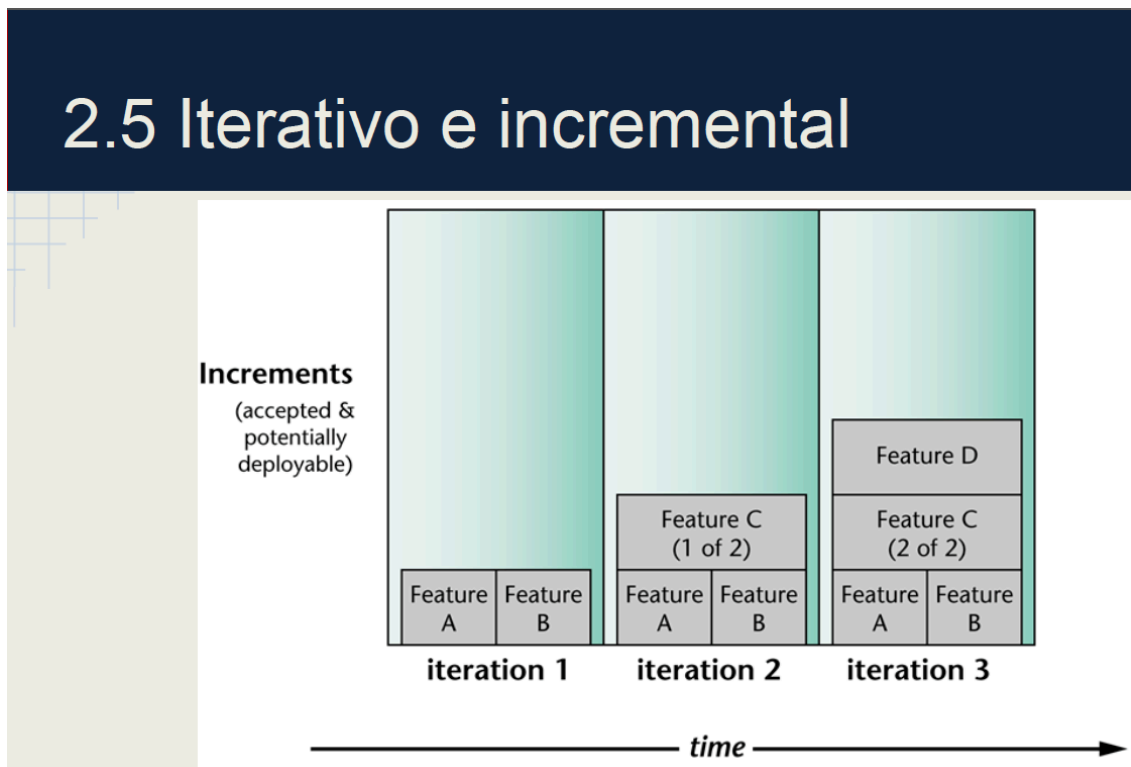 2.5 Iterativo e incremental
Increments
(accepted &
potentially
deployable)
Feature D
Feature C
(1 of 2)
Feature C
(2 of 2)
Feature
A
Feature
B
Feature
A
Feature
B
Feature
A
Feature
B
iteration 1
iteration 2
iteration 3
time